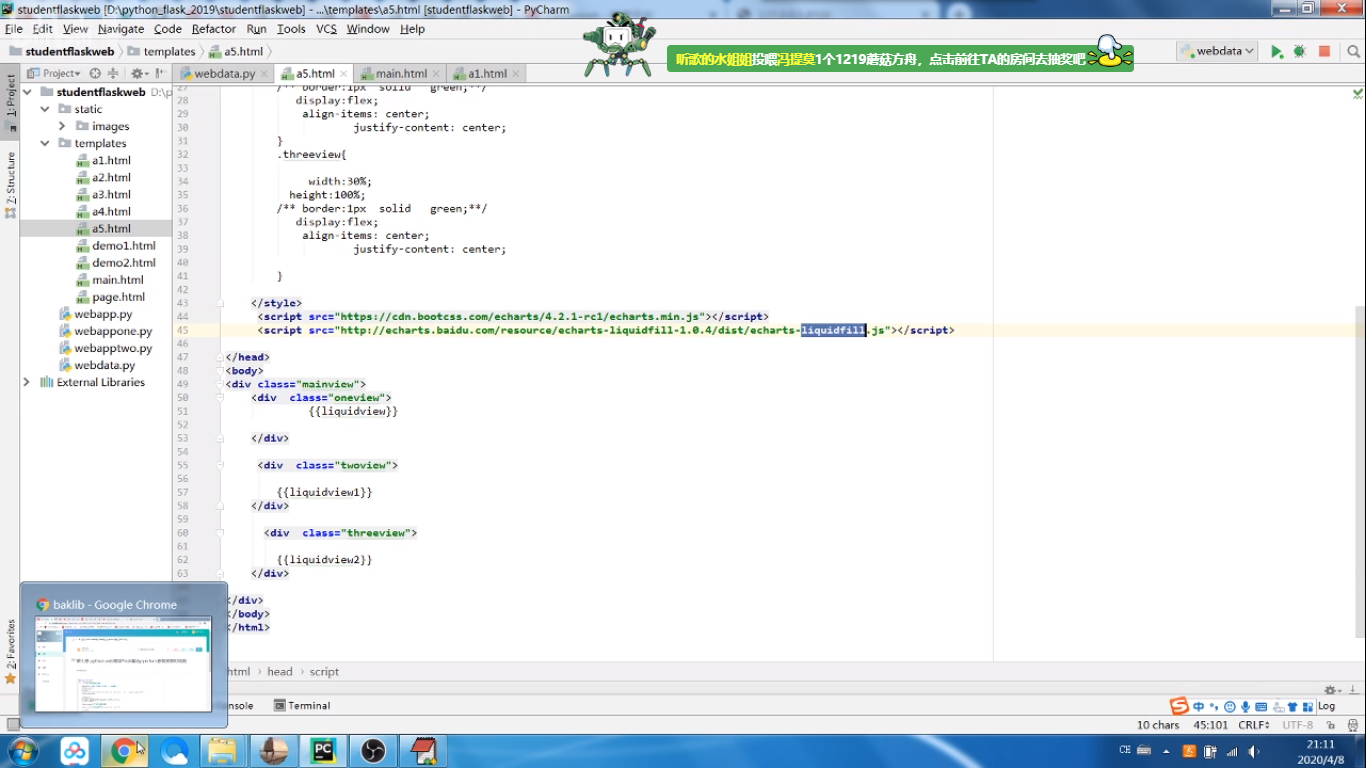 studentflaskweb [D:\python_flask_2019\studentflaskweb] - ...\templates\a5.html [studentflaskweb] - PyCharm
File Edit View Navigate Code Refactor Run Tools VCS Window Help
studentflaskweb templates a5.html
webdata
听歌的水姐姐投喂冯提莫1个1219蘑菇方舟，点击前往TA的房间去抽奖吧
1: Project
Z: Structure
2: Favorites
Project
webdata.py a5.html main.html a1.html
studentflaskweb D:\p
static
images
templates
a1.html
a2.html
a3.html
a4.html
a5.html
demo1.html
demo2.html
main.html
page.html
webapp.py
webappone.py
webapptwo.py
webdata.py
External Libraries
27 /** border:1px solid green;**/
28 display:flex;
29 align-items: center;
30 justify-content: center;
31 }
32 .threeview{
33
34 width:30%;
35 height:100%;
36 /** border:1px solid green;**/
37 display:flex;
38 align-items: center;
39 justify-content: center;
40
41 }
42
43 </style>
44 <script src="https://cdn.bootcss.com/echarts/4.2.1-rc1/echarts.min.js"></script>
45 <script src="http://echarts.baidu.com/resource/echarts-liquidfill-1.0.4/dist/echarts-liquidfill.js"></script>
46
47 </head>
48 <body>
49 <div class="mainview">
50 <div class="oneview">
51 {{liquidview}}
52
53 </div>
54
55 <div class="twoview">
56
57 {{liquidview1}}
58 </div>
59
60 <div class="threeview">
61
62 {{liquidview2}}
63 </div>
</div>
</body>
</html>
html head script
baklib - Google Chrome
onsole Terminal
中
Log
10 chars 45:101 CRLF UTF-8
PC
CH
21:11
2020/4/8